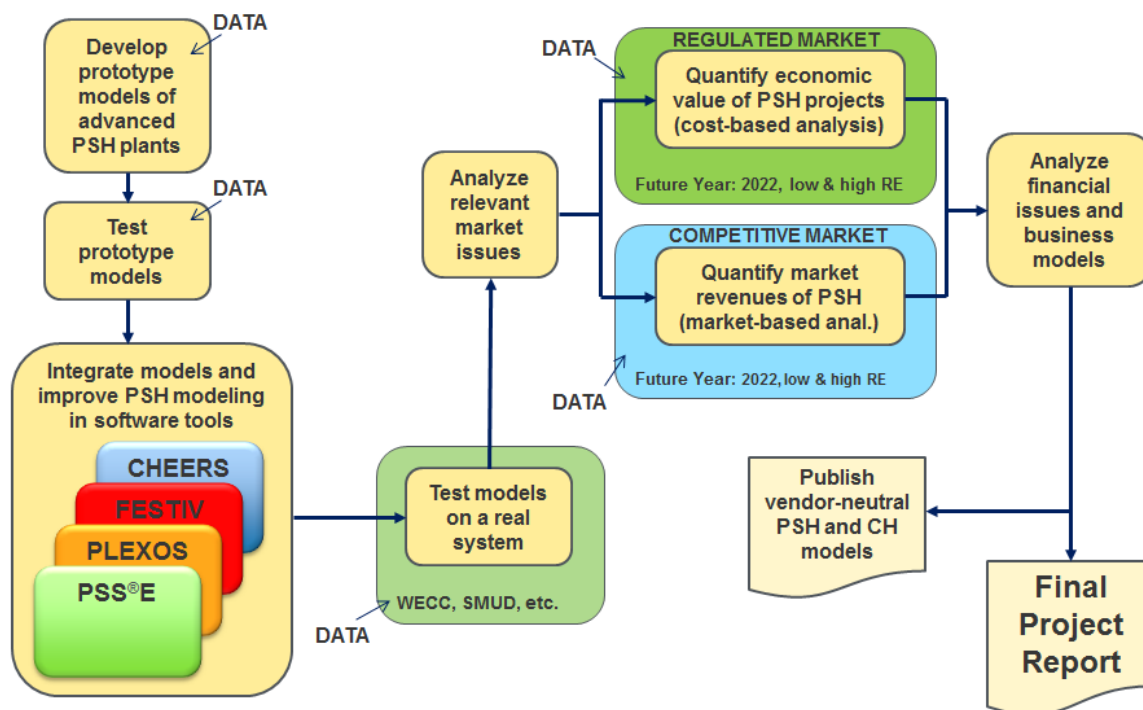 DATA
Develop
prototype
models of
advanced
PSH plants
DATA
Test
prototype
models
Integrate models and
improve PSH modeling
in software tools
CHEERS
FESTIV
PLEXOS
PSS®E
Test models
on a real
system
WECC, SMUD, etc.
DATA
Analyze
relevant
market
issues
DATA
REGULATED MARKET
Quantify economic
value of PSH projects
(cost-based analysis)
Future Year: 2022, low & high RE
COMPETITIVE MARKET
Quantify market
revenues of PSH
(market-based anal.)
Future Year: 2022, low & high RE
DATA
Analyze
financial
issues and
business
models
Publish
vendor-neutral
PSH and CH
models
Final
Project
Report